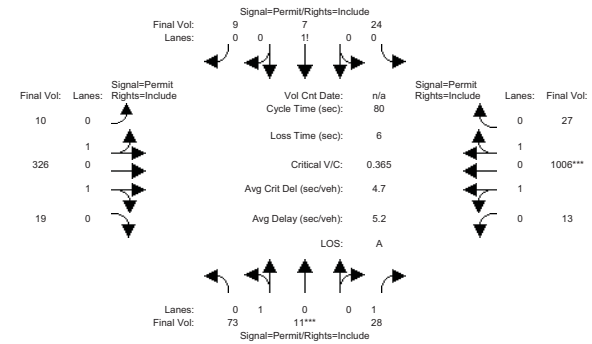 Signal=Permit/Rights=Include
Final Vol: 9 7 24
Lanes: 0 0 1! 0 0
Signal=Permit
Final Vol: Lanes: Rights=Include Vol Cnt Date: n/a Signal=Permit
Rights=Include Lanes: Final Vol:
Cycle Time (sec): 80
10 0 0 27
Loss Time (sec): 6
1 1
326 0 Critical V/C: 0.365 0 1006***
1 Avg Crit Del (sec/veh): 4.7 1
19 0 Avg Delay (sec/veh): 5.2 0 13
LOS: A
Lanes: 0 1 0 0 1
Final Vol: 73 11*** 28
Signal=Permit/Rights=Include